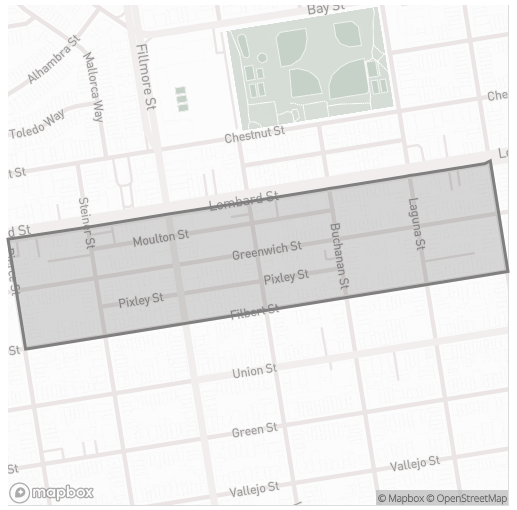 Bay St
Alhambra St
Fillmore St
Mallorca Way
Toledo Way
Chestnut St
Che
t St
Lo
Lombard St
d St
Steiner St
Moulton St
Greenwich St
Buchanan St
Laguna St
Pixley St
Pixley St
Filbert St
St
Union St
Green St
St
Vallejo St
Vallejo St
mapbox
© Mapbox © OpenStreetMap